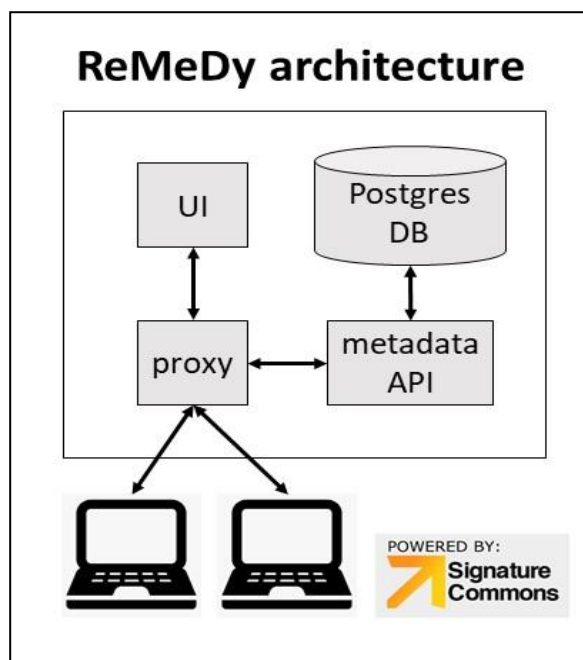 ReMeDy architecture
UI
Postgres
DB
proxy
metadata
API
POWERED BY:
Signature
Commons